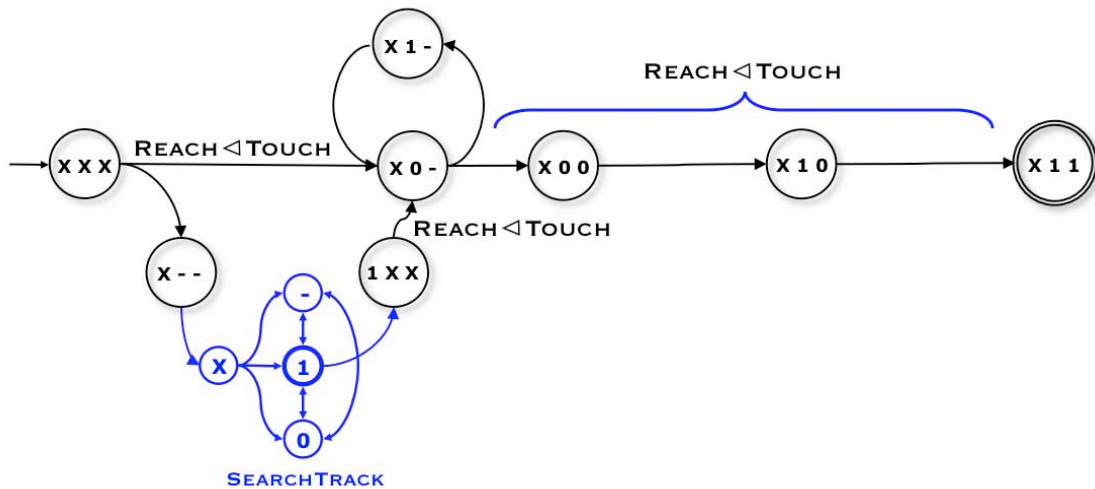 X 1 -
REACH ◁ TOUCH
X X X
REACH ◁ TOUCH
X 0 -
X 0 0
X 1 0
X 1 1
REACH ◁ TOUCH
X - -
1 X X
-
X
1
0
SEARCHTRACK